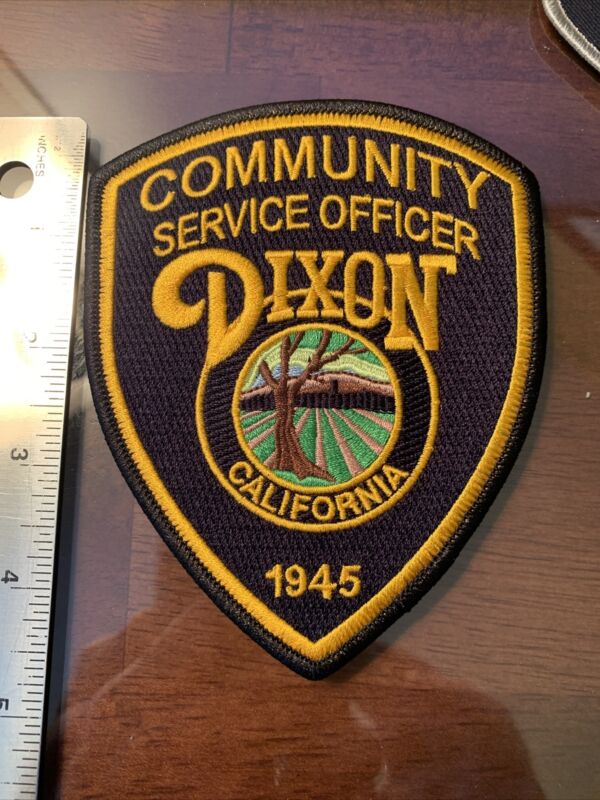 COMMUNITY
SERVICE OFFICER
DIXON
CALIFORNIA
1945
INCHES
1
2
3
4
5